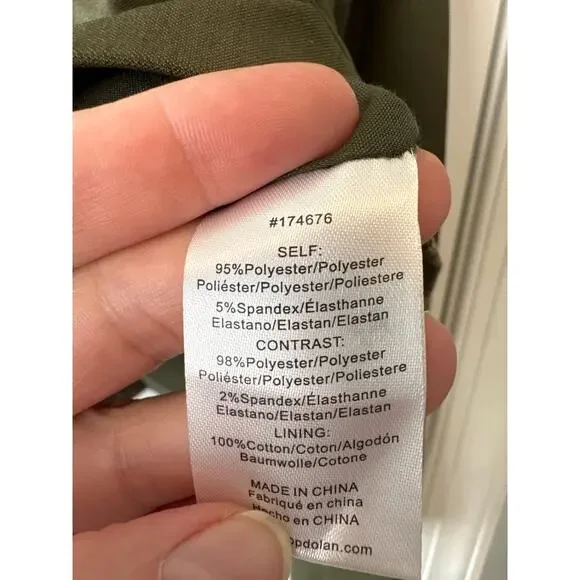 #174676
SELF:
95%Polyester/Polyester
Poliéster/Polyester/Poliestere
5%Spandex/Élasthanne
Elastano/Elastan/Elastan
CONTRAST:
98%Polyester/Polyester
Poliéster/Polyester/Poliestere
2%Spandex/Élasthanne
Elastano/Elastan/Elastan
LINING:
100%Cotton/Coton/Algodón
Baumwolle/Cotone
MADE IN CHINA
Fabriqué en china
Hecho en CHINA
opdolan.com